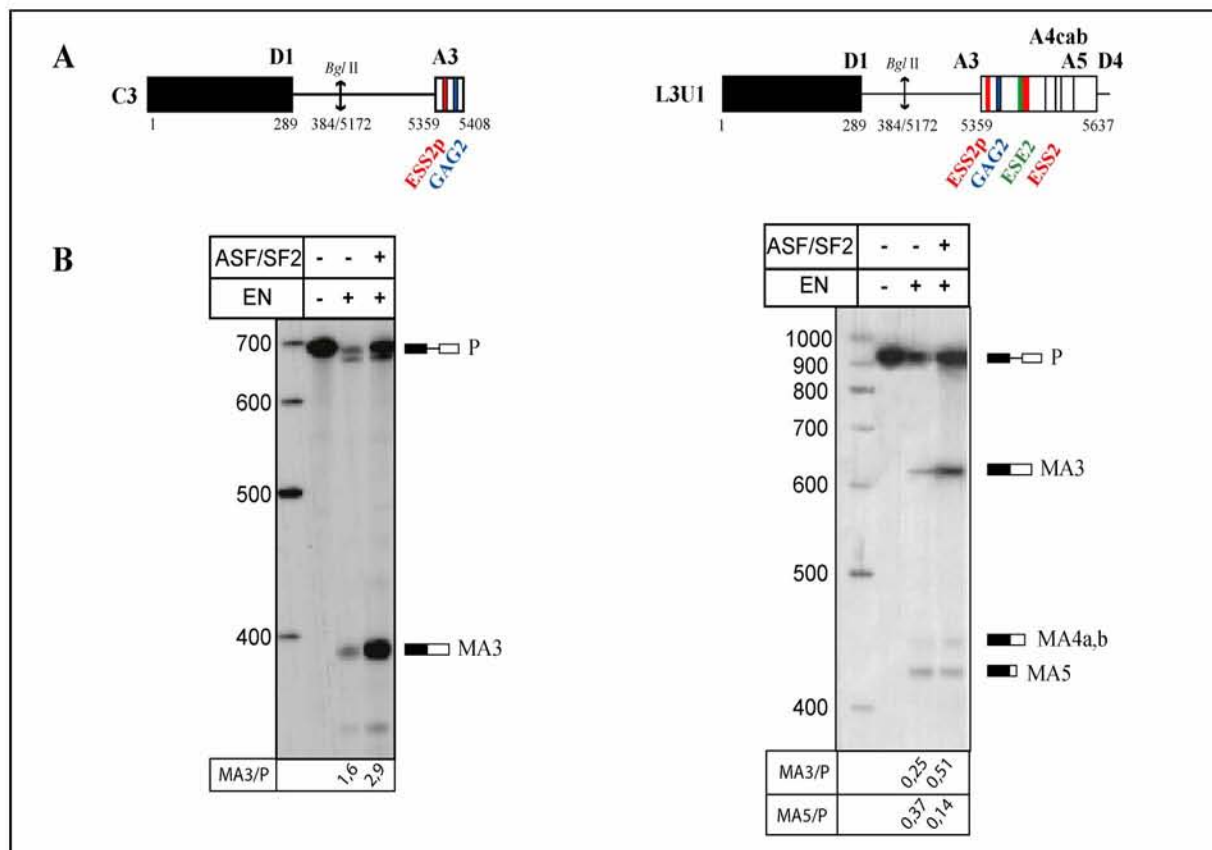 A
C3
D1
Bgl II
A3
1
289
384/5172
5359
5408
ESS2p
GAG2
L3U1
D1
Bgl II
A3
A4cab
A5
D4
1
289
384/5172
5359
5637
ESS2p
GAG2
ESE2
ESS2
B
ASF/SF2 - - +
EN - + +
700
P
600
500
400
MA3
MA3/P 1,6 2,9
ASF/SF2 - - +
EN - + +
1000
900
P
800
700
MA3
600
500
MA4a,b
MA5
400
MA3/P 0,25 0,51
MA5/P 0,37 0,14